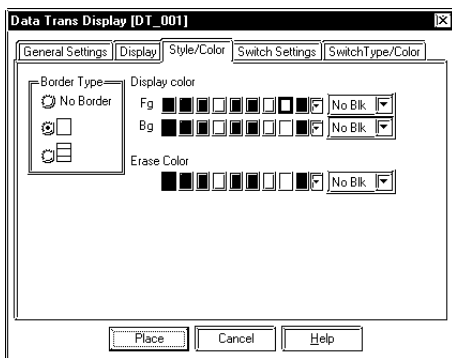 Data Trans Display [DT_001]
General Settings Display Style/Color Switch Settings SwitchType/Color
Border Type
No Border
Display color
Fg No Blk
Bg No Blk
Erase Color
No Blk
Place Cancel Help